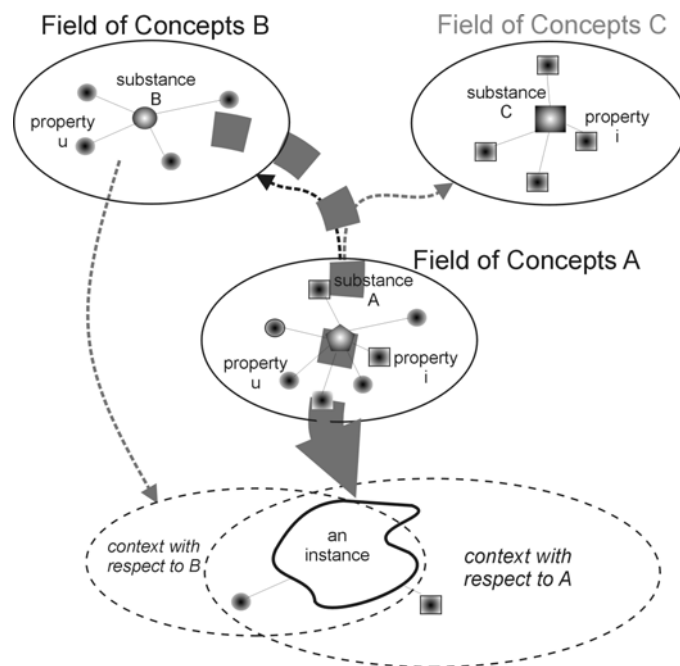 Field of Concepts B
Field of Concepts C
substance
B
property
u
substance
C
property
i
Field of Concepts A
substance
A
property
u
property
i
context with
respect to B
an
instance
context with
respect to A